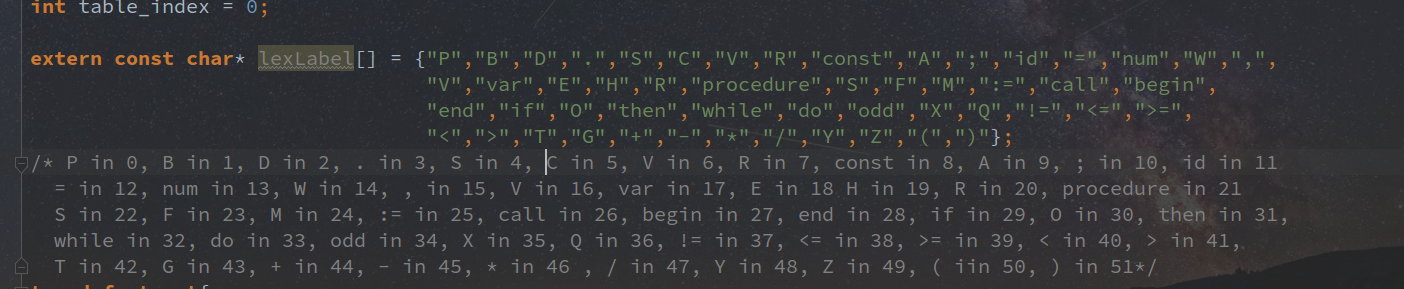 int table_index = 0;
extern const char* lexLabel[] = {"P","B","D",".","S","C","V","R","const","A",";","id","=","num","W",",",
"V","var","E","H","R","procedure","S","F","M",":=","call","begin",
"end","if","O","then","while","do","odd","X","Q","!=","<=",">=",
"<",">","T","G","+","-","*","/","Y","Z","(",")"};
/* P in 0, B in 1, D in 2, . in 3, S in 4, C in 5, V in 6, R in 7, const in 8, A in 9, ; in 10, id in 11
= in 12, num in 13, W in 14, , in 15, V in 16, var in 17, E in 18 H in 19, R in 20, procedure in 21
S in 22, F in 23, M in 24, := in 25, call in 26, begin in 27, end in 28, if in 29, O in 30, then in 31,
while in 32, do in 33, odd in 34, X in 35, Q in 36, != in 37, <= in 38, >= in 39, < in 40, > in 41,
T in 42, G in 43, + in 44, - in 45, * in 46 , / in 47, Y in 48, Z in 49, ( iin 50, ) in 51*/